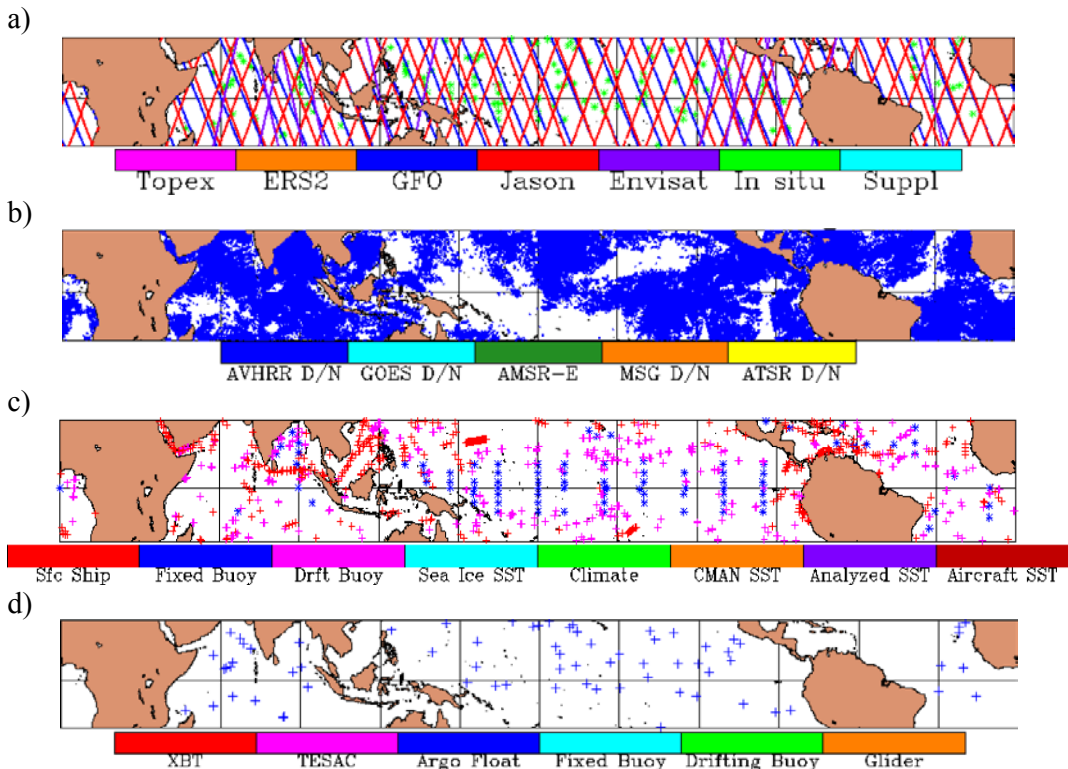 a)
Topex ERS2 GFO Jason Envisat In situ Suppl
b)
AVHRR D/N GOES D/N AMSR-E MSG D/N ATSR D/N
c)
Sfc Ship Fixed Buoy Drft Buoy Sea Ice SST Climate CMAN SST Analyzed SST Aircraft SST
d)
XBT TESAC Argo Float Fixed Buoy Drifting Buoy Glider